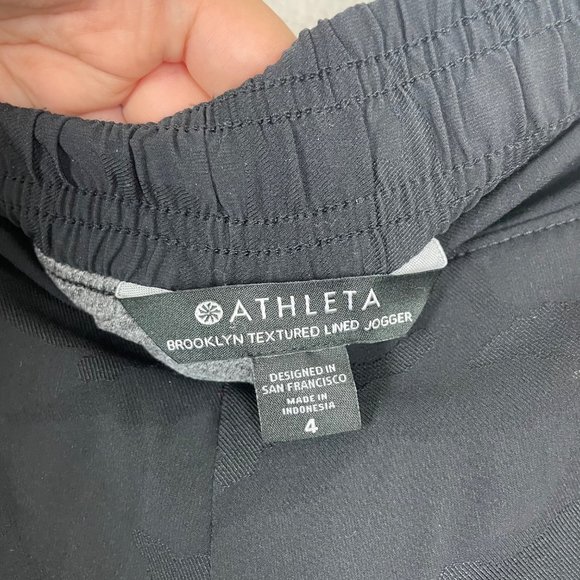 ATHLETA
BROOKLYN TEXTURED LINED JOGGER
DESIGNED IN
SAN FRANCISCO
MADE IN
INDONESIA
4